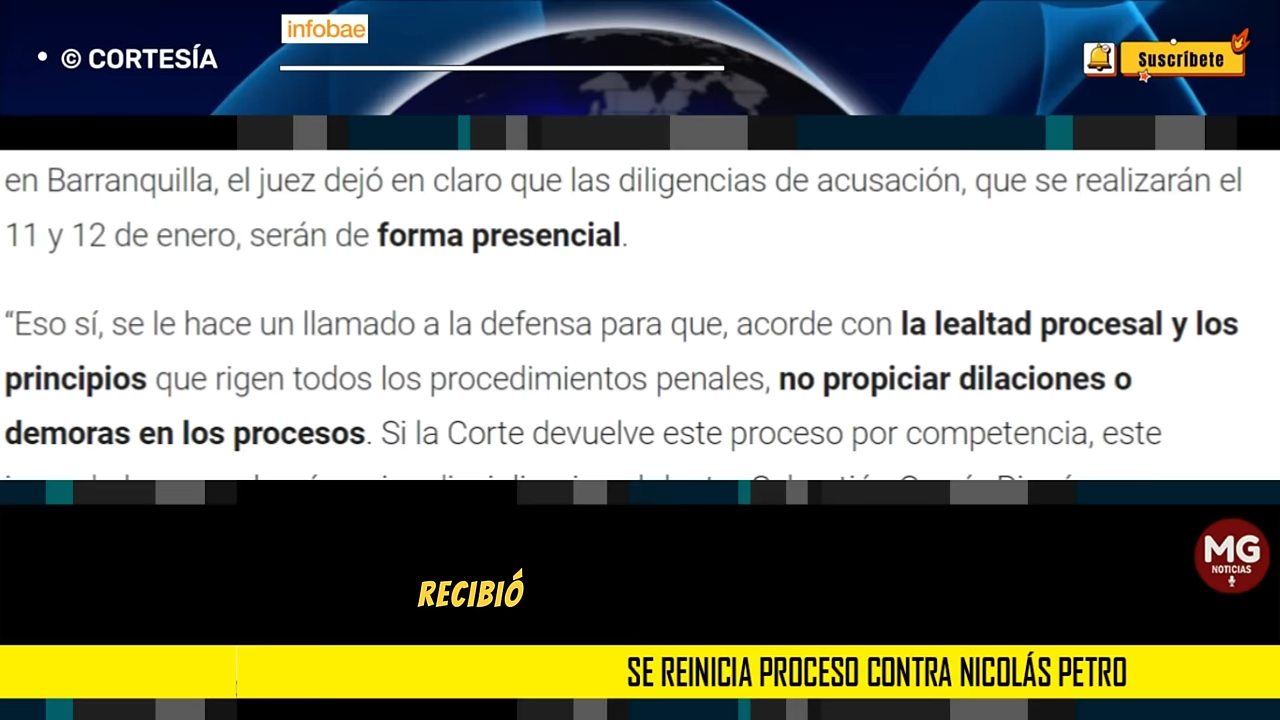 infobae
• © CORTESÍA
Suscríbete
en Barranquilla, el juez dejó en claro que las diligencias de acusación, que se realizarán el
11 y 12 de enero, serán de forma presencial.
“Eso sí, se le hace un llamado a la defensa para que, acorde con la lealtad procesal y los
principios que rigen todos los procedimientos penales, no propiciar dilaciones o
demoras en los procesos. Si la Corte devuelve este proceso por competencia, este
MG
NOTICIAS
RECIBIÓ
SE REINICIA PROCESO CONTRA NICOLÁS PETRO